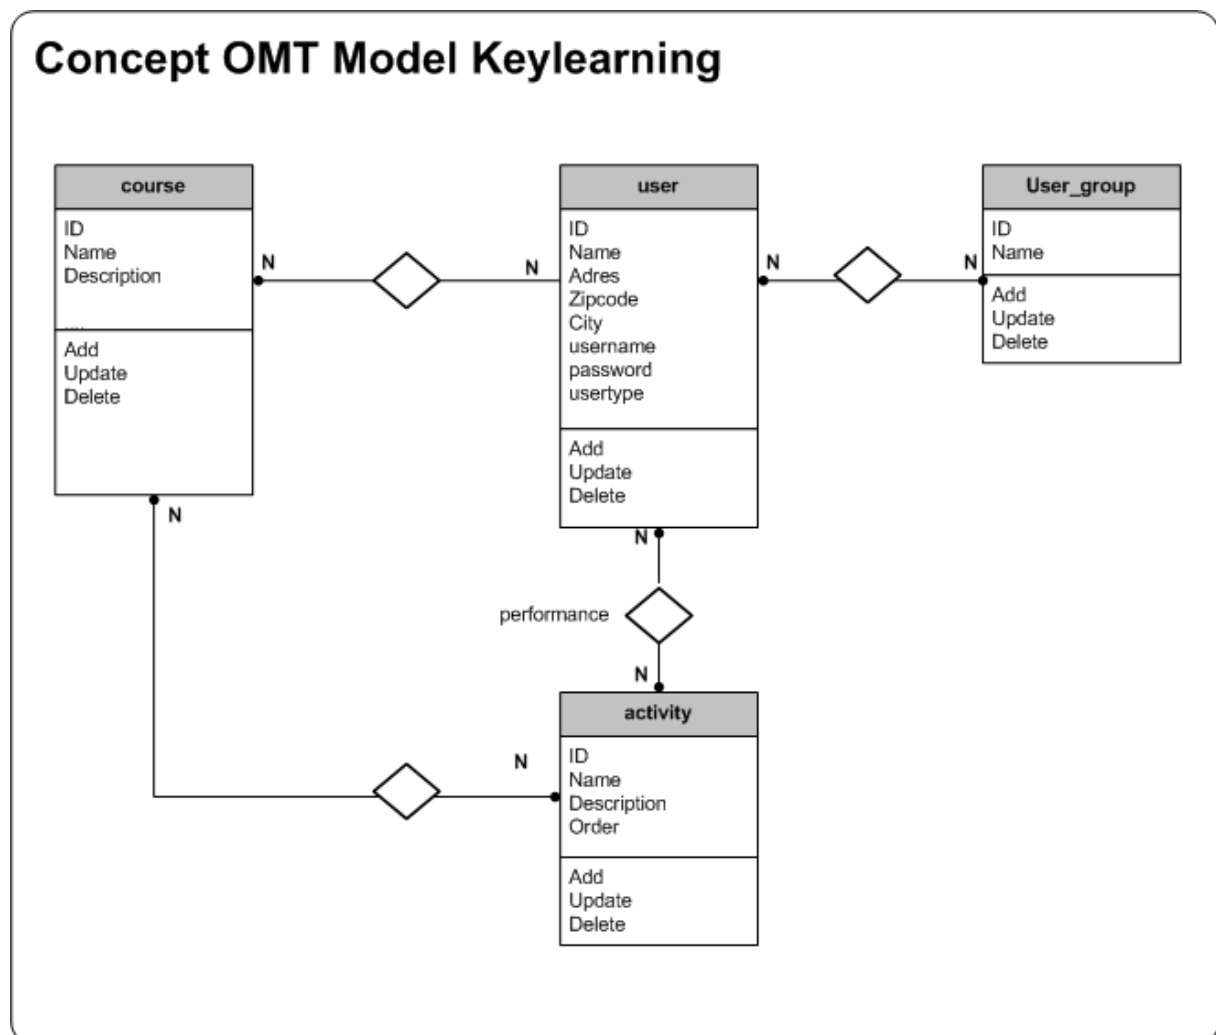 Concept OMT Model Keylearning
course
ID
Name
Description
....
Add
Update
Delete
N
N
user
ID
Name
Adres
Zipcode
City
username
password
usertype
Add
Update
Delete
N
N
User_group
ID
Name
Add
Update
Delete
N
N
performance
N
activity
ID
Name
Description
Order
Add
Update
Delete
N